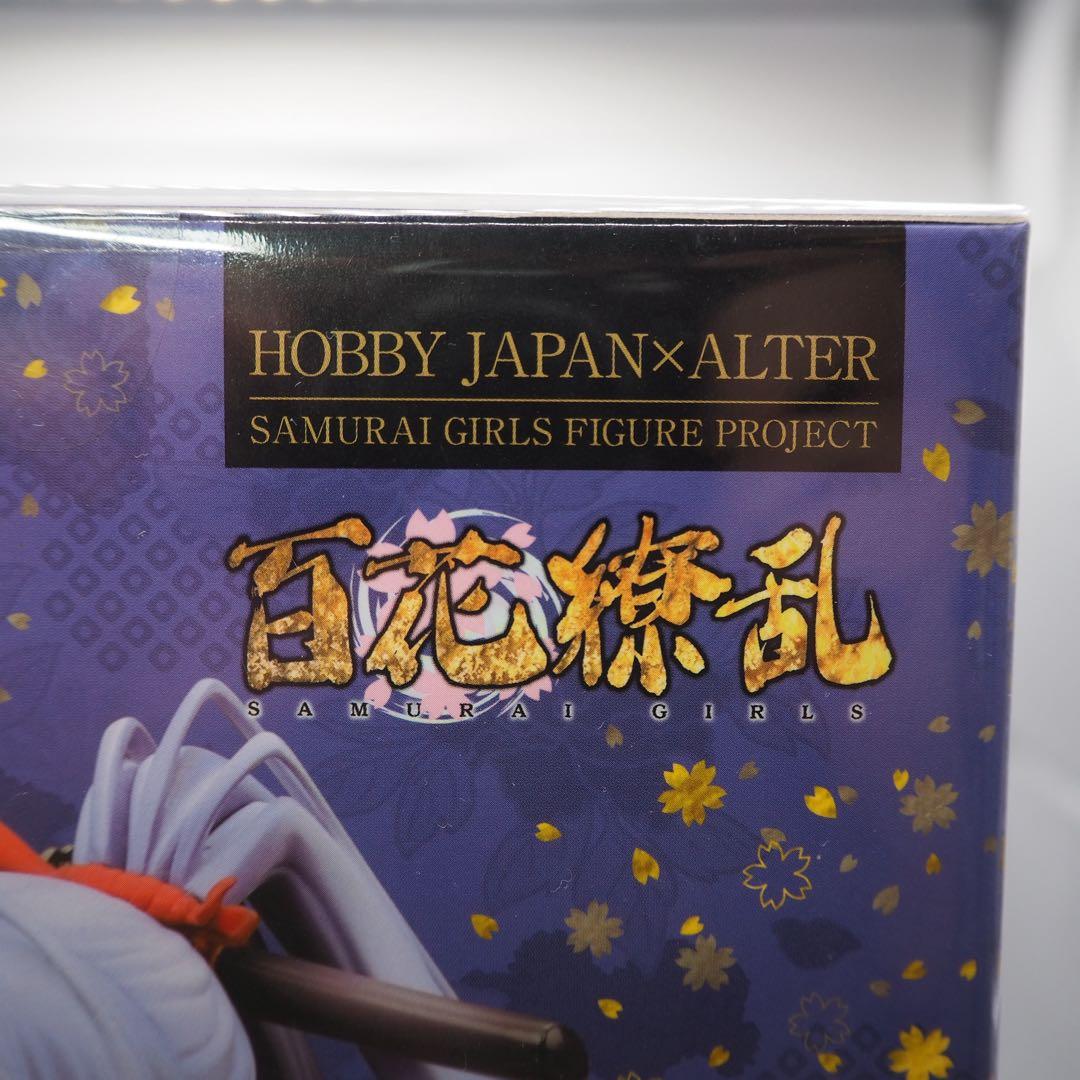 HOBBY JAPAN×ALTER
SAMURAI GIRLS FIGURE PROJECT
百花繚乱
SAMURAI GIRLS